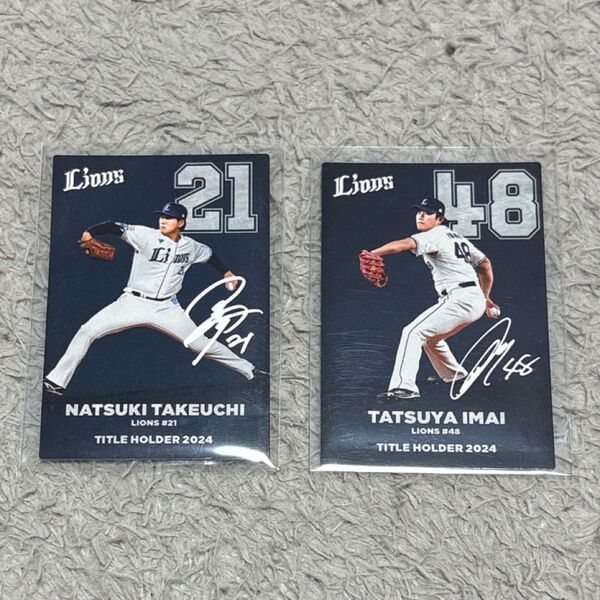 Lions
21
Lions
21
NATSUKI TAKEUCHI
LIONS #21
TITLE HOLDER 2024
Lions
48
48
48
TATSUYA IMAI
LIONS #48
TITLE HOLDER 2024